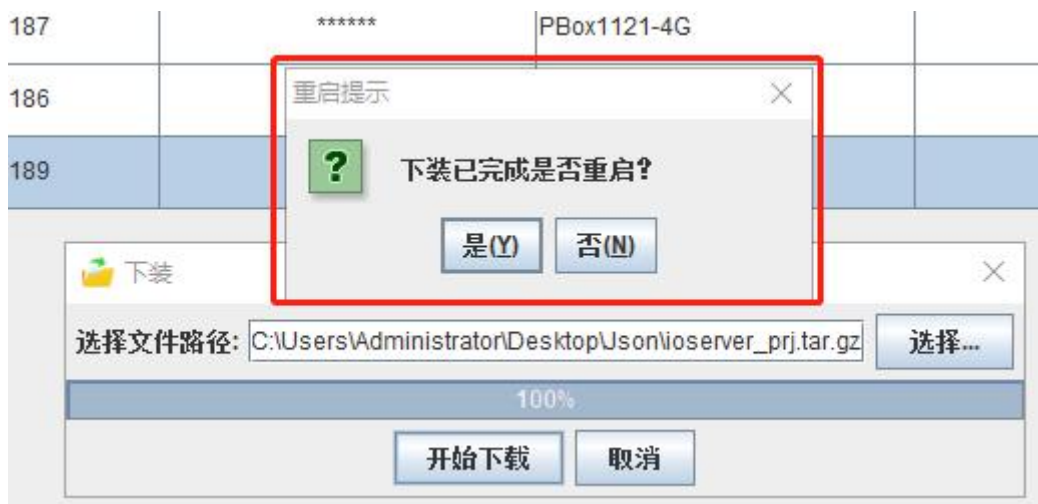 187 ****** PBox1121-4G
186
重启提示
189
下装已完成是否重启?
是(Y) 否(N)
下装
选择文件路径: C:\Users\Administrator\Desktop\Json\ioserver_prj.tar.gz 选择...
100%
开始下载 取消